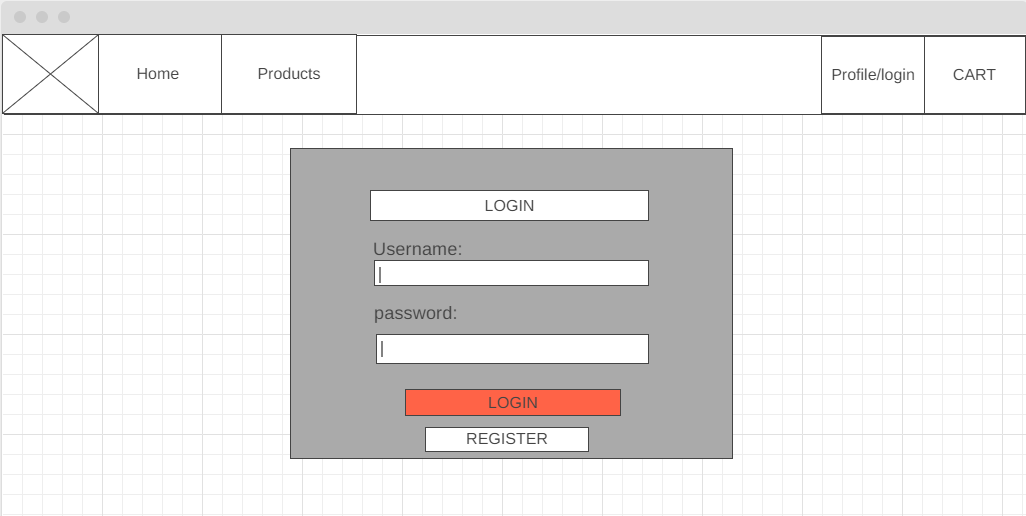 Home
Products
Profile/login
CART
LOGIN
Username:
password:
LOGIN
REGISTER